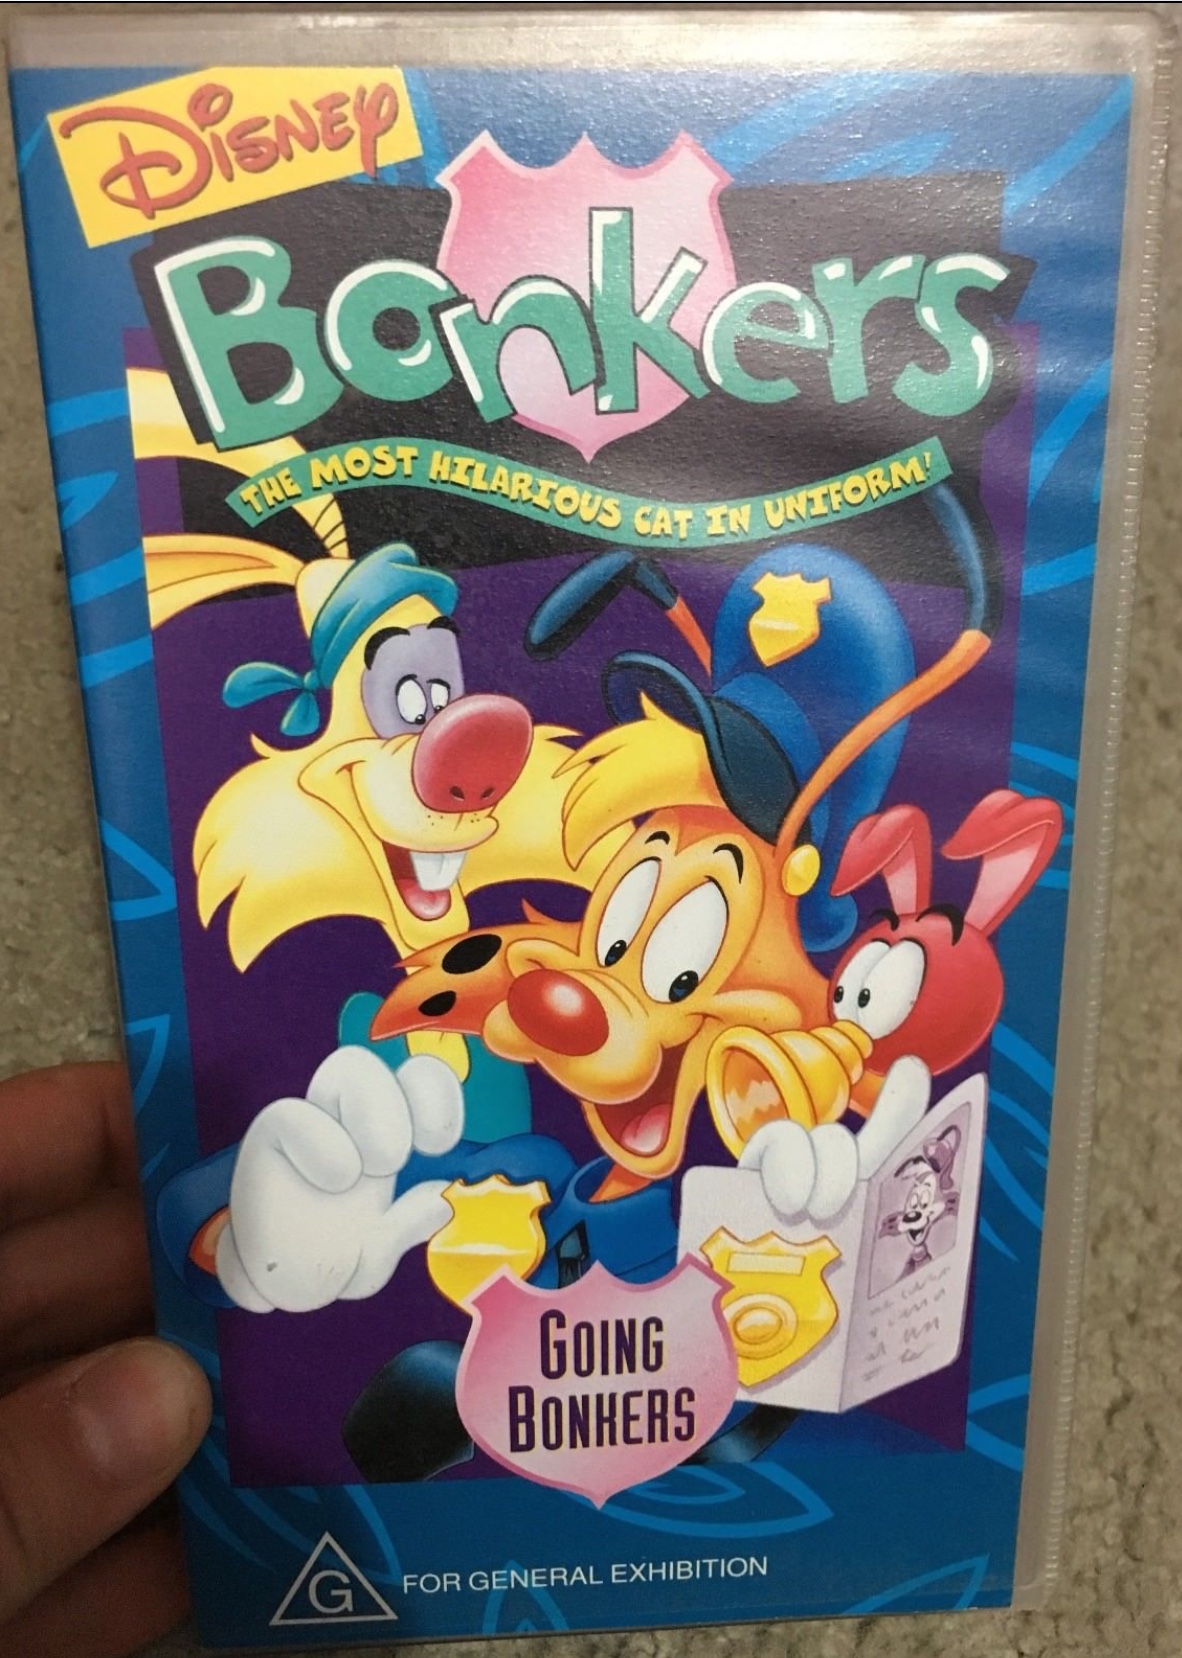 Disney
Bonkers
THE MOST HILARIOUS CAT IN UNIFORM!
GOING
BONKERS
G
FOR GENERAL EXHIBITION